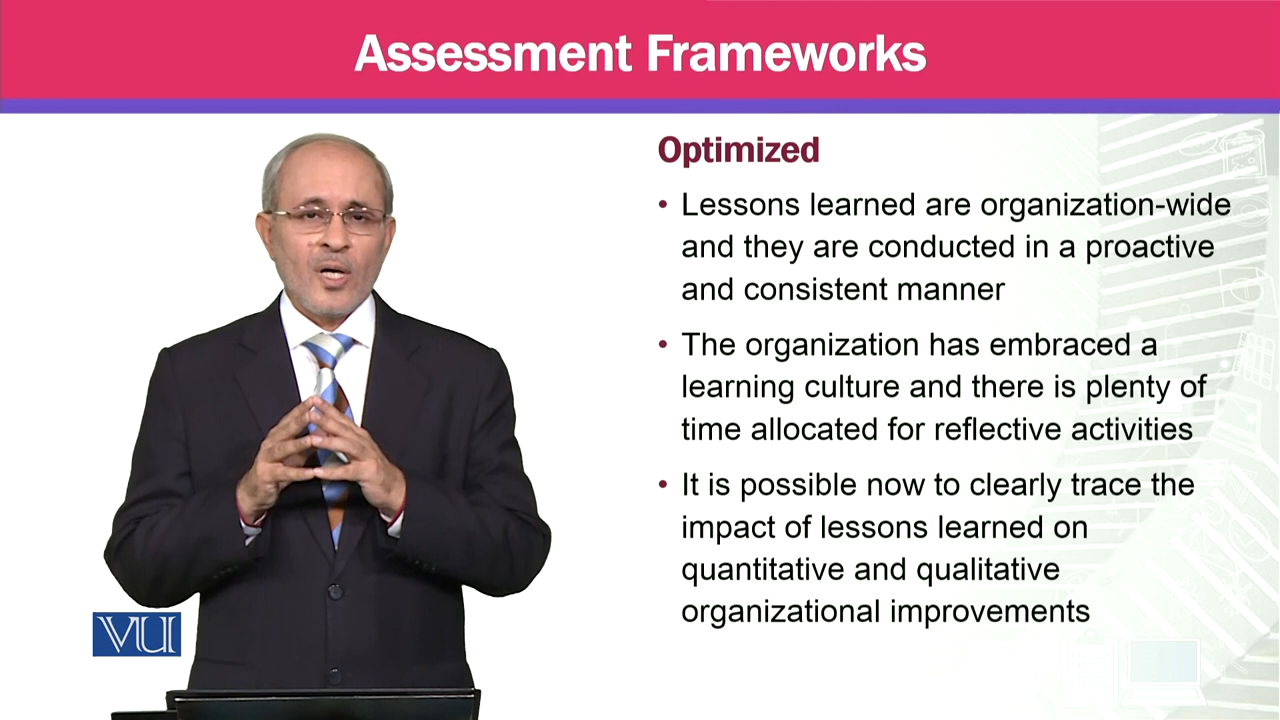 Assessment Frameworks
Optimized
• Lessons learned are organization-wide
and they are conducted in a proactive
and consistent manner
• The organization has embraced a
learning culture and there is plenty of
time allocated for reflective activities
• It is possible now to clearly trace the
impact of lessons learned on
quantitative and qualitative
organizational improvements
VU